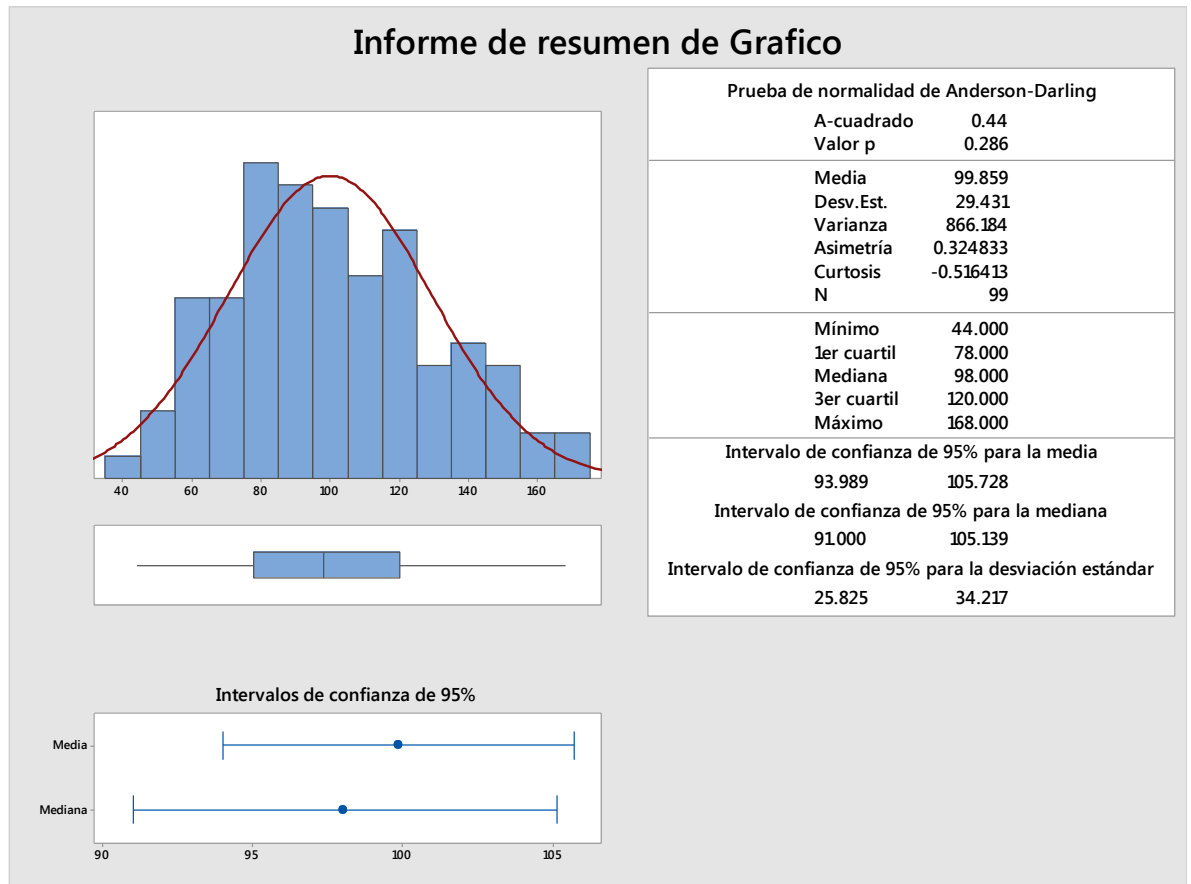 Informe de resumen de Grafico
40 60 80 100 120 140 160
Intervalos de confianza de 95%
Media
Mediana
90 95 100 105
Prueba de normalidad de Anderson-Darling
A-cuadrado 0.44
Valor p 0.286
Media 99.859
Desv.Est. 29.431
Varianza 866.184
Asimetría 0.324833
Curtosis -0.516413
N 99
Mínimo 44.000
1er cuartil 78.000
Mediana 98.000
3er cuartil 120.000
Máximo 168.000
Intervalo de confianza de 95% para la media
93.989 105.728
Intervalo de confianza de 95% para la mediana
91.000 105.139
Intervalo de confianza de 95% para la desviación estándar
25.825 34.217